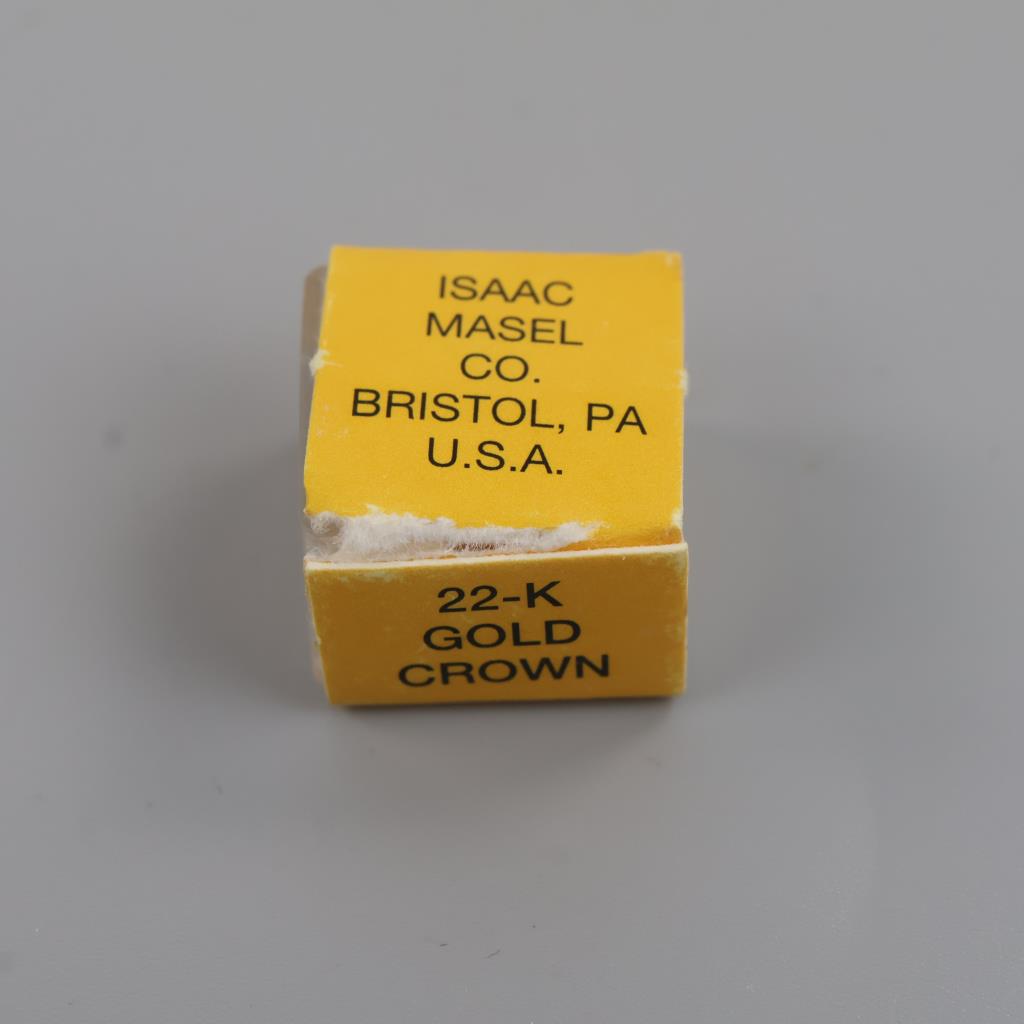 ISAAC
MASEL
CO.
BRISTOL, PA
U.S.A.
22-K
GOLD
CROWN